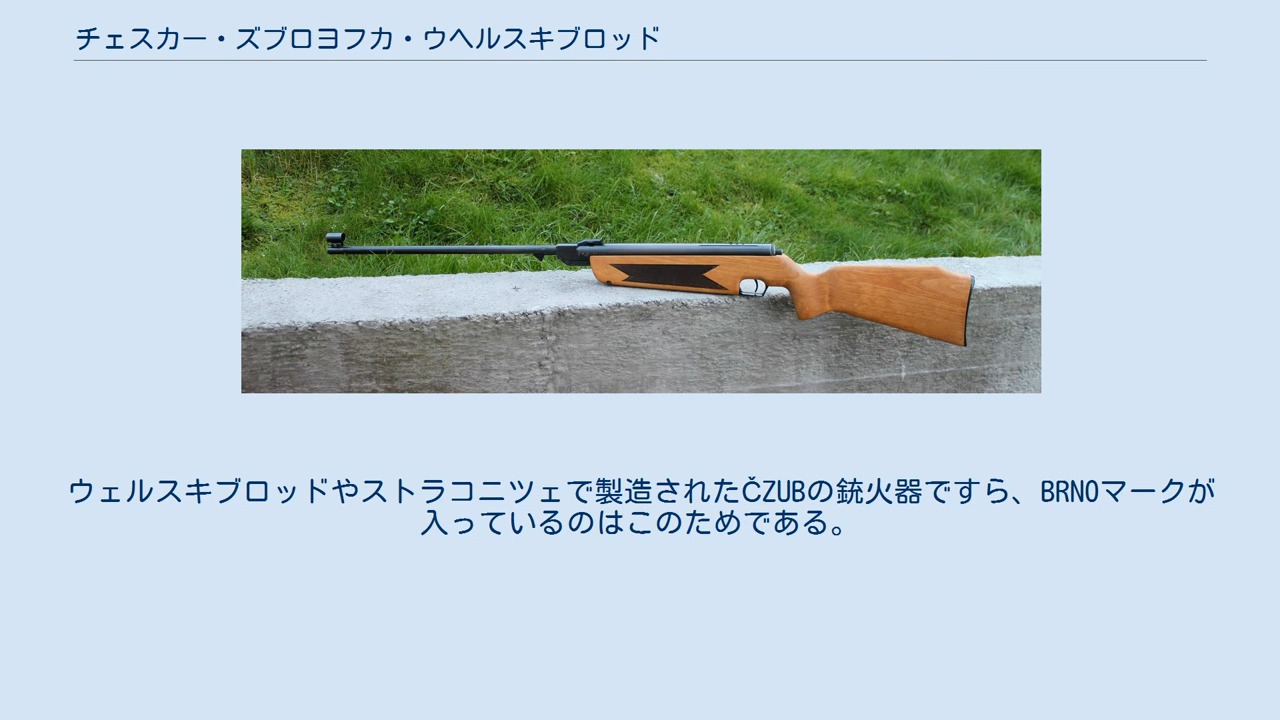 チェスカー・ズブロヨフカ・ウヘルスキブロッド
ウェルスキブロッドやストラコニツェで製造されたČZUBの銃火器ですら、BRNOマークが
入っているのはこのためである。